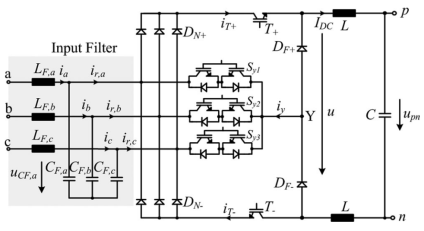 i_{T+}
T_+
I_{DC}
L
p
Input Filter
D_{N+}
D_{F+}
a
L_{F,a}
i_a
i_{r,a}
S_{y1}
b
L_{F,b}
i_b
i_{r,b}
S_{y2}
i_y
Y
u
C
u_{pn}
c
L_{F,c}
i_c
i_{r,c}
S_{y3}
u_{CF,a}
C_{F,a}
C_{F,b}
C_{F,c}
D_{F-}
D_{N-}
i_{T-}
T_-
L
n